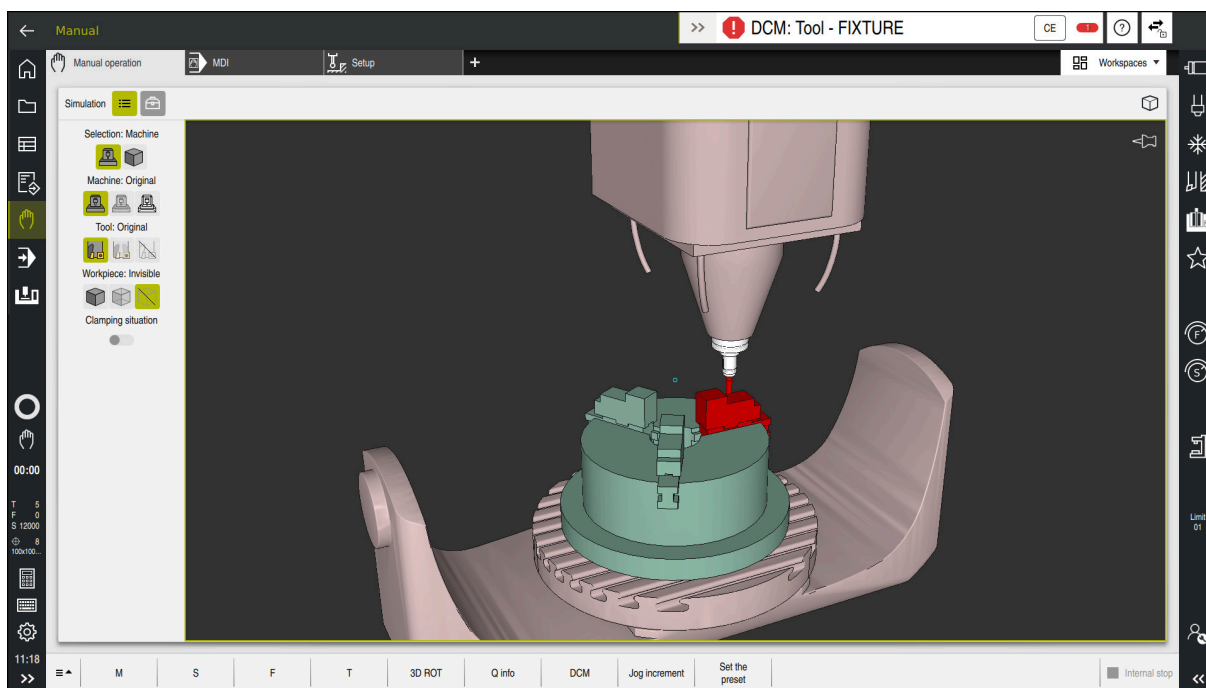 Manual
DCM: Tool - FIXTURE
CE
1
?
Manual operation
MDI
Setup
+
Workspaces
Simulation
Selection: Machine
Machine: Original
Tool: Original
Workpiece: Invisible
Clamping situation
F
S
00:00
T 5
F 0
S 12000
8
100x100...
Limit
01
11:18
M
S
F
T
3D ROT
Q info
DCM
Jog increment
Set the
preset
Internal stop